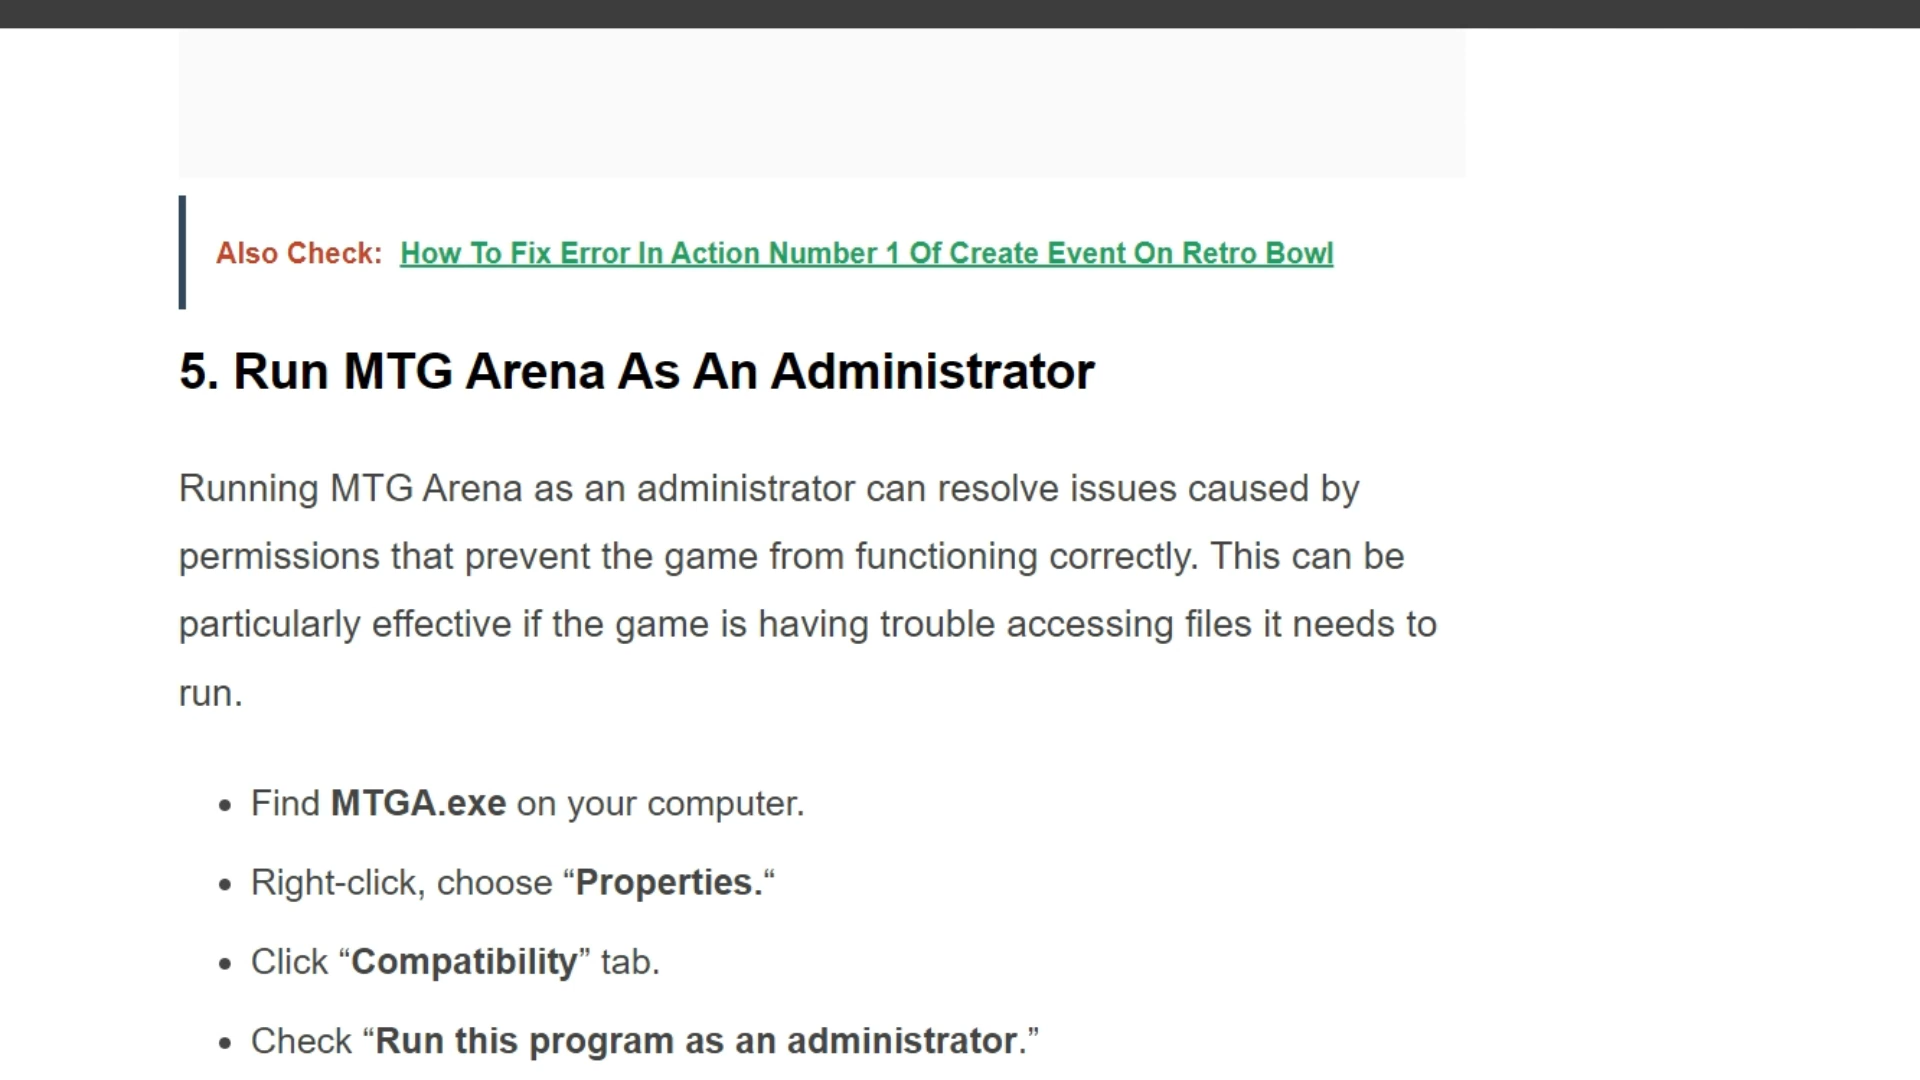 Also Check: How To Fix Error In Action Number 1 Of Create Event On Retro Bowl
5. Run MTG Arena As An Administrator
Running MTG Arena as an administrator can resolve issues caused by
permissions that prevent the game from functioning correctly. This can be
particularly effective if the game is having trouble accessing files it needs to
run.
• Find MTGA.exe on your computer.
• Right-click, choose “Properties.“
• Click “Compatibility” tab.
• Check “Run this program as an administrator.”